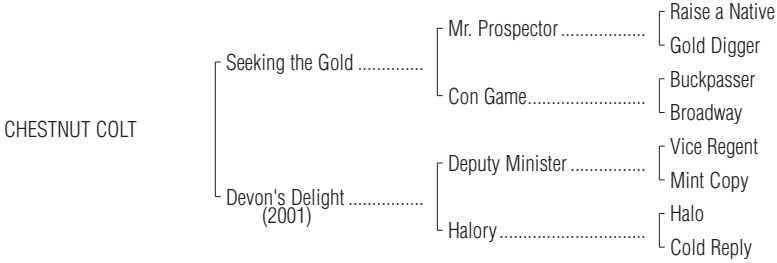 Raise a Native
Mr. Prospector ...................
Gold Digger
Seeking the Gold ..............
Buckpasser
Con Game..........................
Broadway
CHESTNUT COLT
Vice Regent
Deputy Minister ................
Mint Copy
Devon's Delight ................
(2001)
Halo
Halory................................
Cold Reply